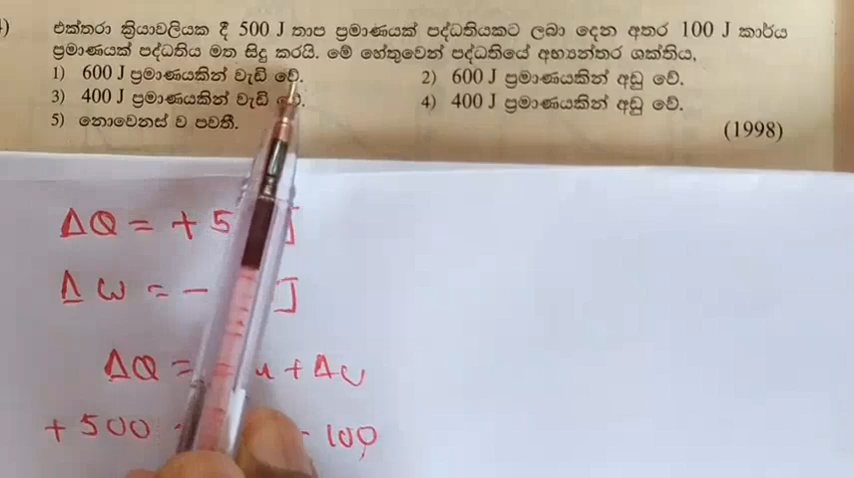 එක්තරා ක්‍රියාවලියක දී 500 J තාප ප්‍රමාණයක් පද්ධතියකට ලබා දෙන අතර 100 J කාර්ය
ප්‍රමාණයක් පද්ධතිය මත සිදු කරයි. මේ හේතුවෙන් පද්ධතියේ අභ්‍යන්තර ශක්තිය,
1) 600 J ප්‍රමාණයකින් වැඩි වේ. 2) 600 J ප්‍රමාණයකින් අඩු වේ.
3) 400 J ප්‍රමාණයකින් වැඩි 4) 400 J ප්‍රමාණයකින් අඩු වේ.
5) නොවෙනස් ව පවතී.
(1998)
ΔQ = + 5 J
Δ W = - J
ΔQ = u + ΔW
+ 500 - 100